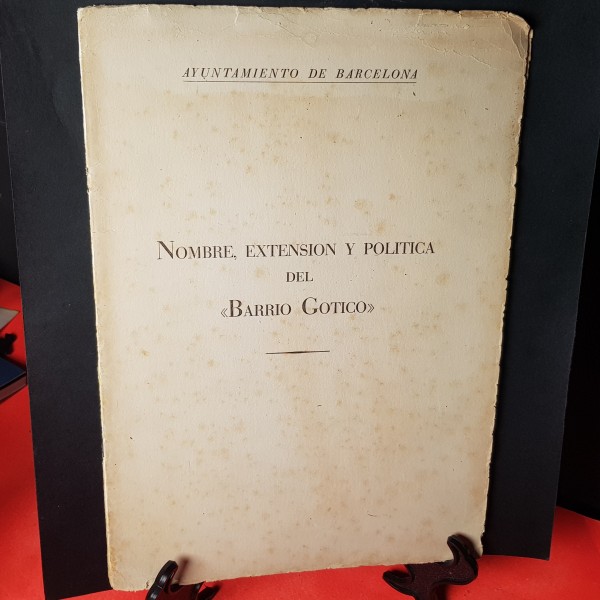 AYUNTAMIENTO DE BARCELONA
NOMBRE, EXTENSION Y POLITICA
DEL
«BARRIO GOTICO»